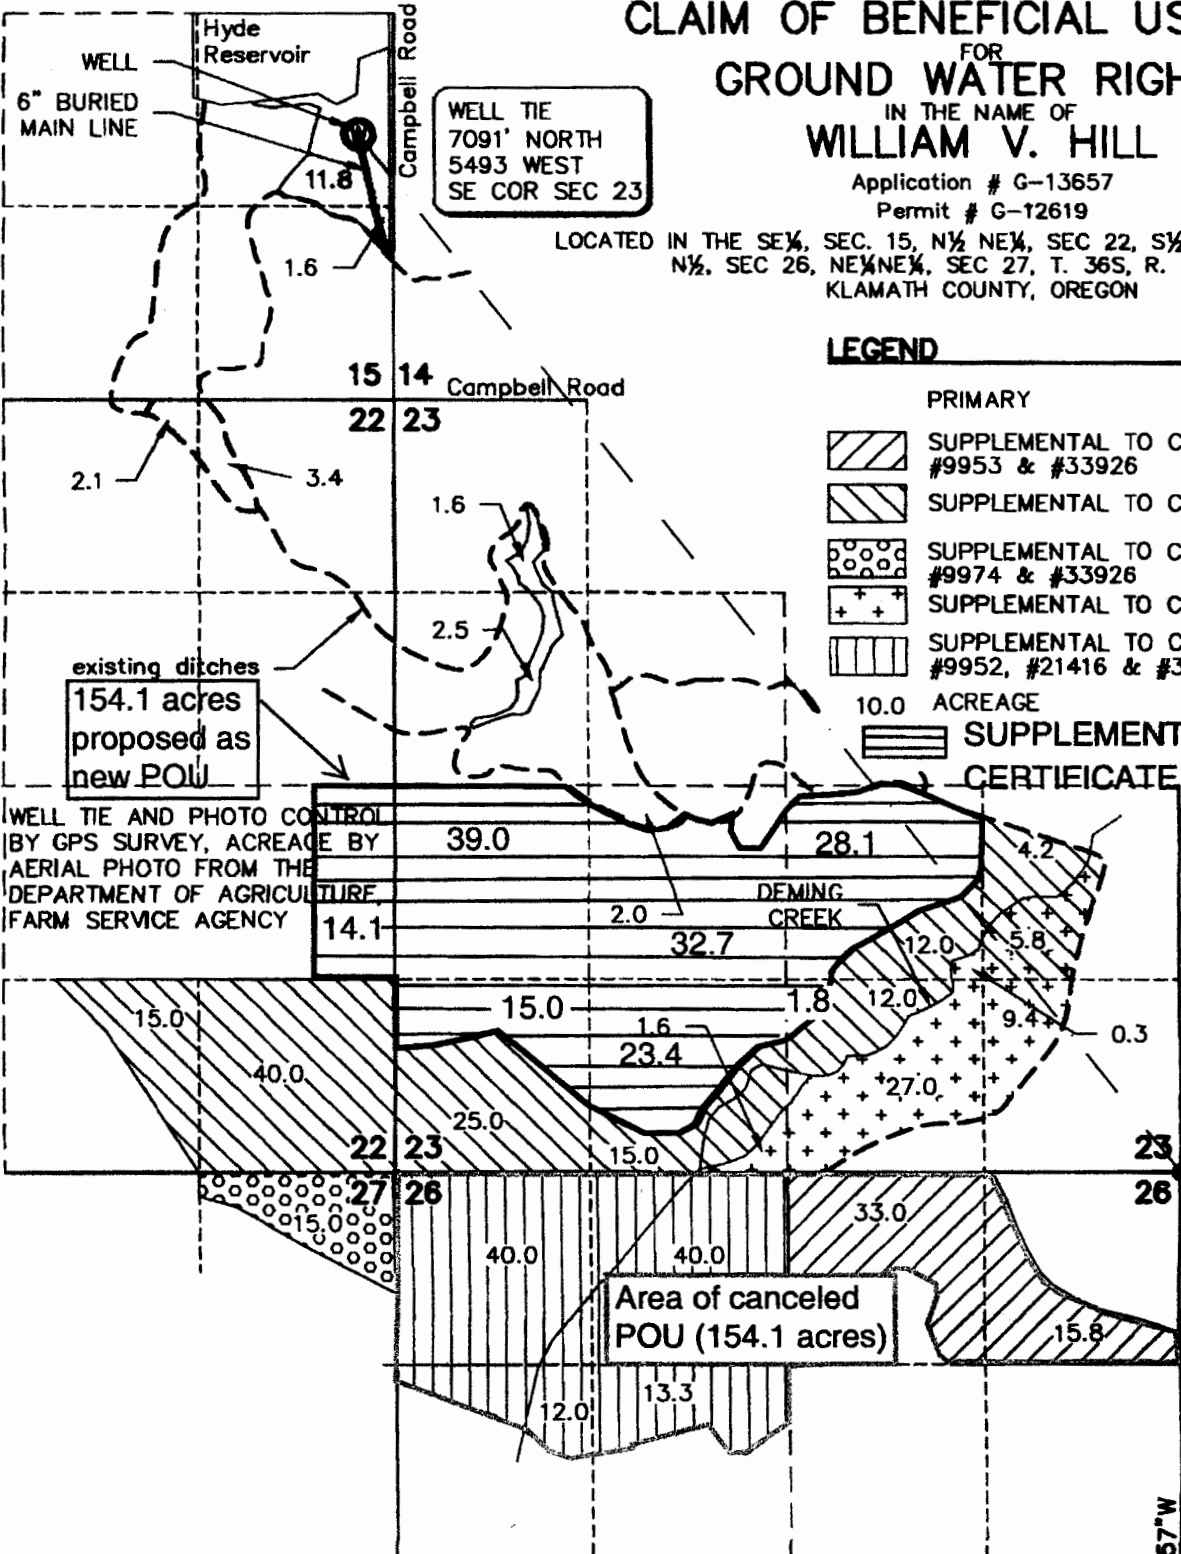 CLAIM OF BENEFICIAL US
FOR
GROUND WATER RIGH
IN THE NAME OF
WILLIAM V. HILL
Application # G-13657
Permit # G-12619
LOCATED IN THE SE¼, SEC. 15, N½ NE¼, SEC 22, S½
N½, SEC 26, NE¼NE¼, SEC 27, T. 36S, R.
KLAMATH COUNTY, OREGON
Hyde
Reservoir
Campbell Road
WELL
6" BURIED
MAIN LINE
WELL TIE
7091' NORTH
5493 WEST
SE COR SEC 23
11.8
1.6
15 14
Campbell Road
22 23
2.1
3.4
1.6
2.5
LEGEND
PRIMARY
SUPPLEMENTAL TO C
#9953 & #33926
SUPPLEMENTAL TO C
SUPPLEMENTAL TO C
#9974 & #33926
SUPPLEMENTAL TO C
SUPPLEMENTAL TO C
#9952, #21416 & #3
10.0 ACREAGE
SUPPLEMENT
CERTIFICATE
existing ditches
154.1 acres
proposed as
new POU
WELL TIE AND PHOTO CONTROL
BY GPS SURVEY, ACREAGE BY
AERIAL PHOTO FROM THE
DEPARTMENT OF AGRICULTURE,
FARM SERVICE AGENCY
39.0
28.1
4.2
DEMING
CREEK
2.0
14.1
32.7
12.0
5.8
15.0
1.8
12.0
15.0
1.6
9.4
0.3
23.4
40.0
27.0
25.0
15.0
22 23
23
27 26
26
15.0
33.0
40.0
40.0
Area of canceled
POU (154.1 acres)
15.8
13.3
12.0
57"W